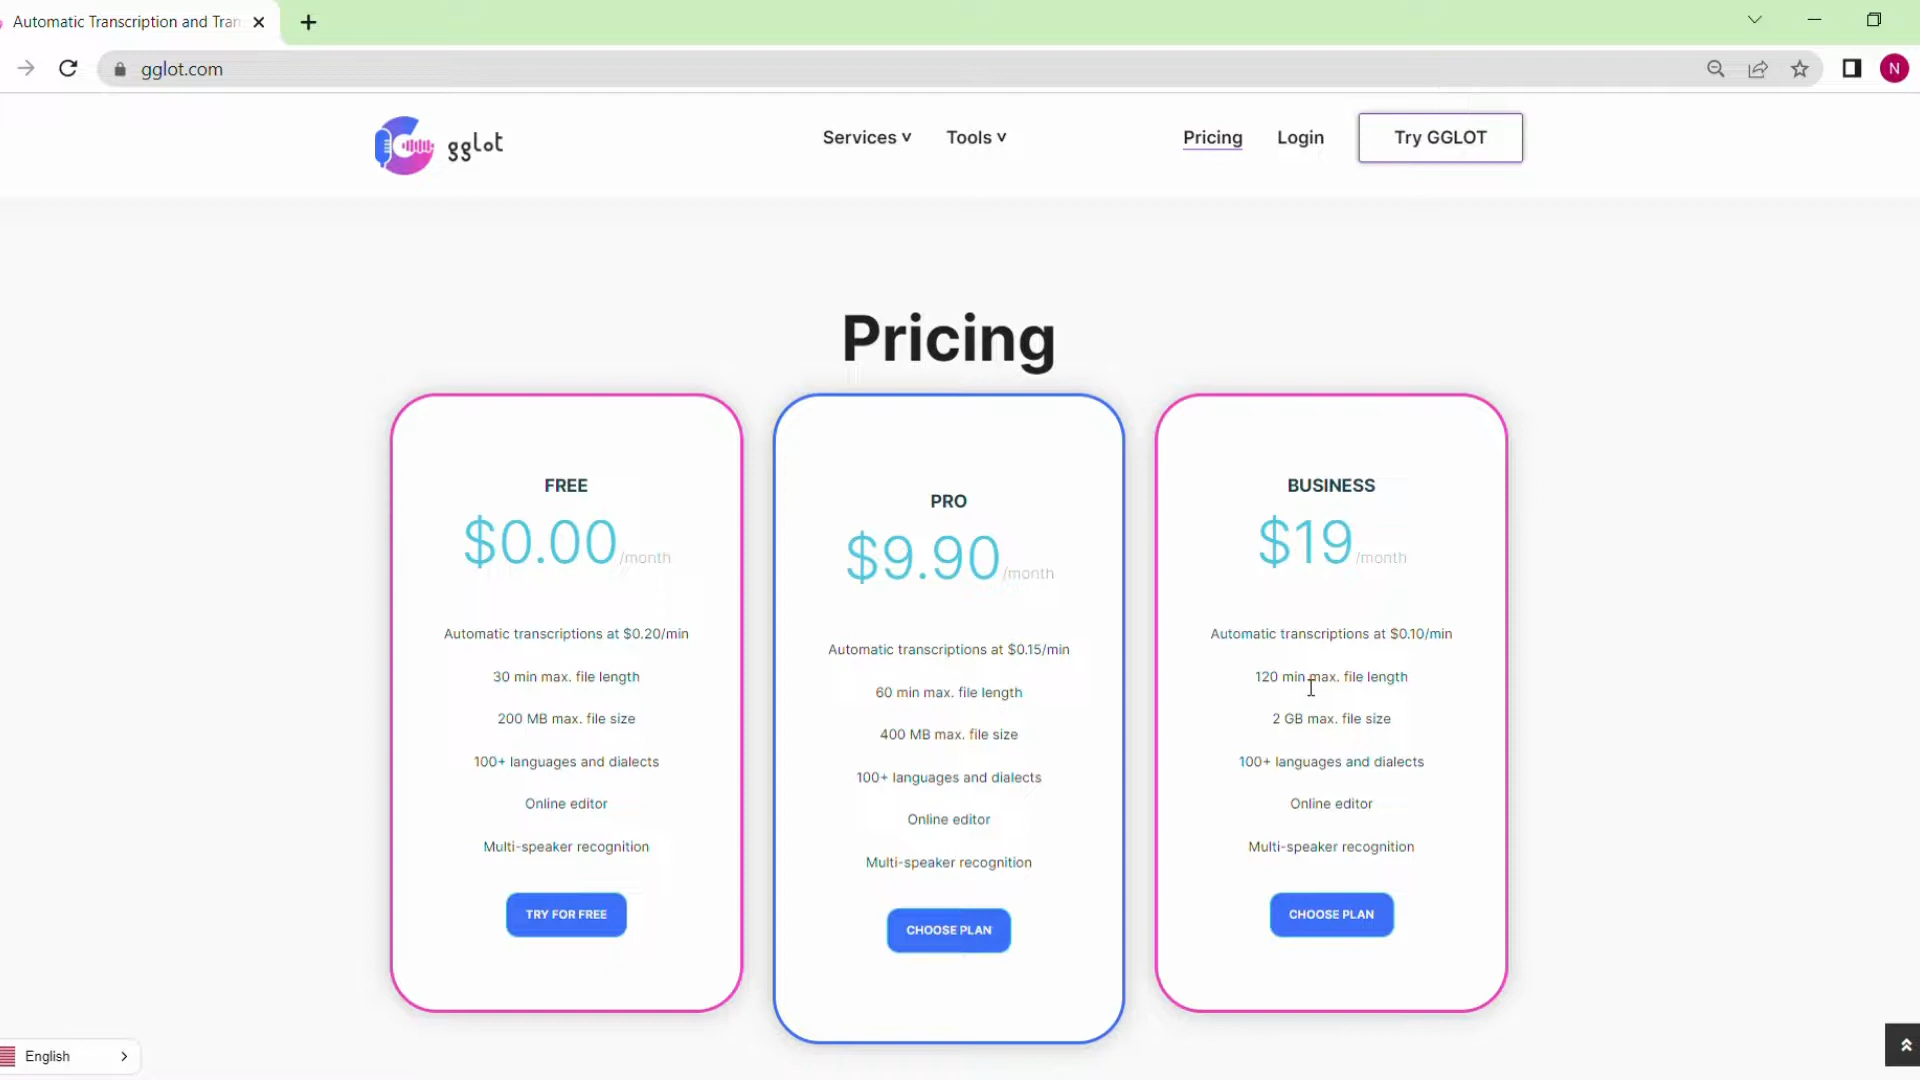 Automatic Transcription and Tran
gglot.com
N
gglot
Services
Tools
Pricing
Login
Try GGLOT
Pricing
FREE
$0.00/month
Automatic transcriptions at $0.20/min
30 min max. file length
200 MB max. file size
100+ languages and dialects
Online editor
Multi-speaker recognition
TRY FOR FREE
PRO
$9.90/month
Automatic transcriptions at $0.15/min
60 min max. file length
400 MB max. file size
100+ languages and dialects
Online editor
Multi-speaker recognition
CHOOSE PLAN
BUSINESS
$19/month
Automatic transcriptions at $0.10/min
120 min max. file length
2 GB max. file size
100+ languages and dialects
Online editor
Multi-speaker recognition
CHOOSE PLAN
English